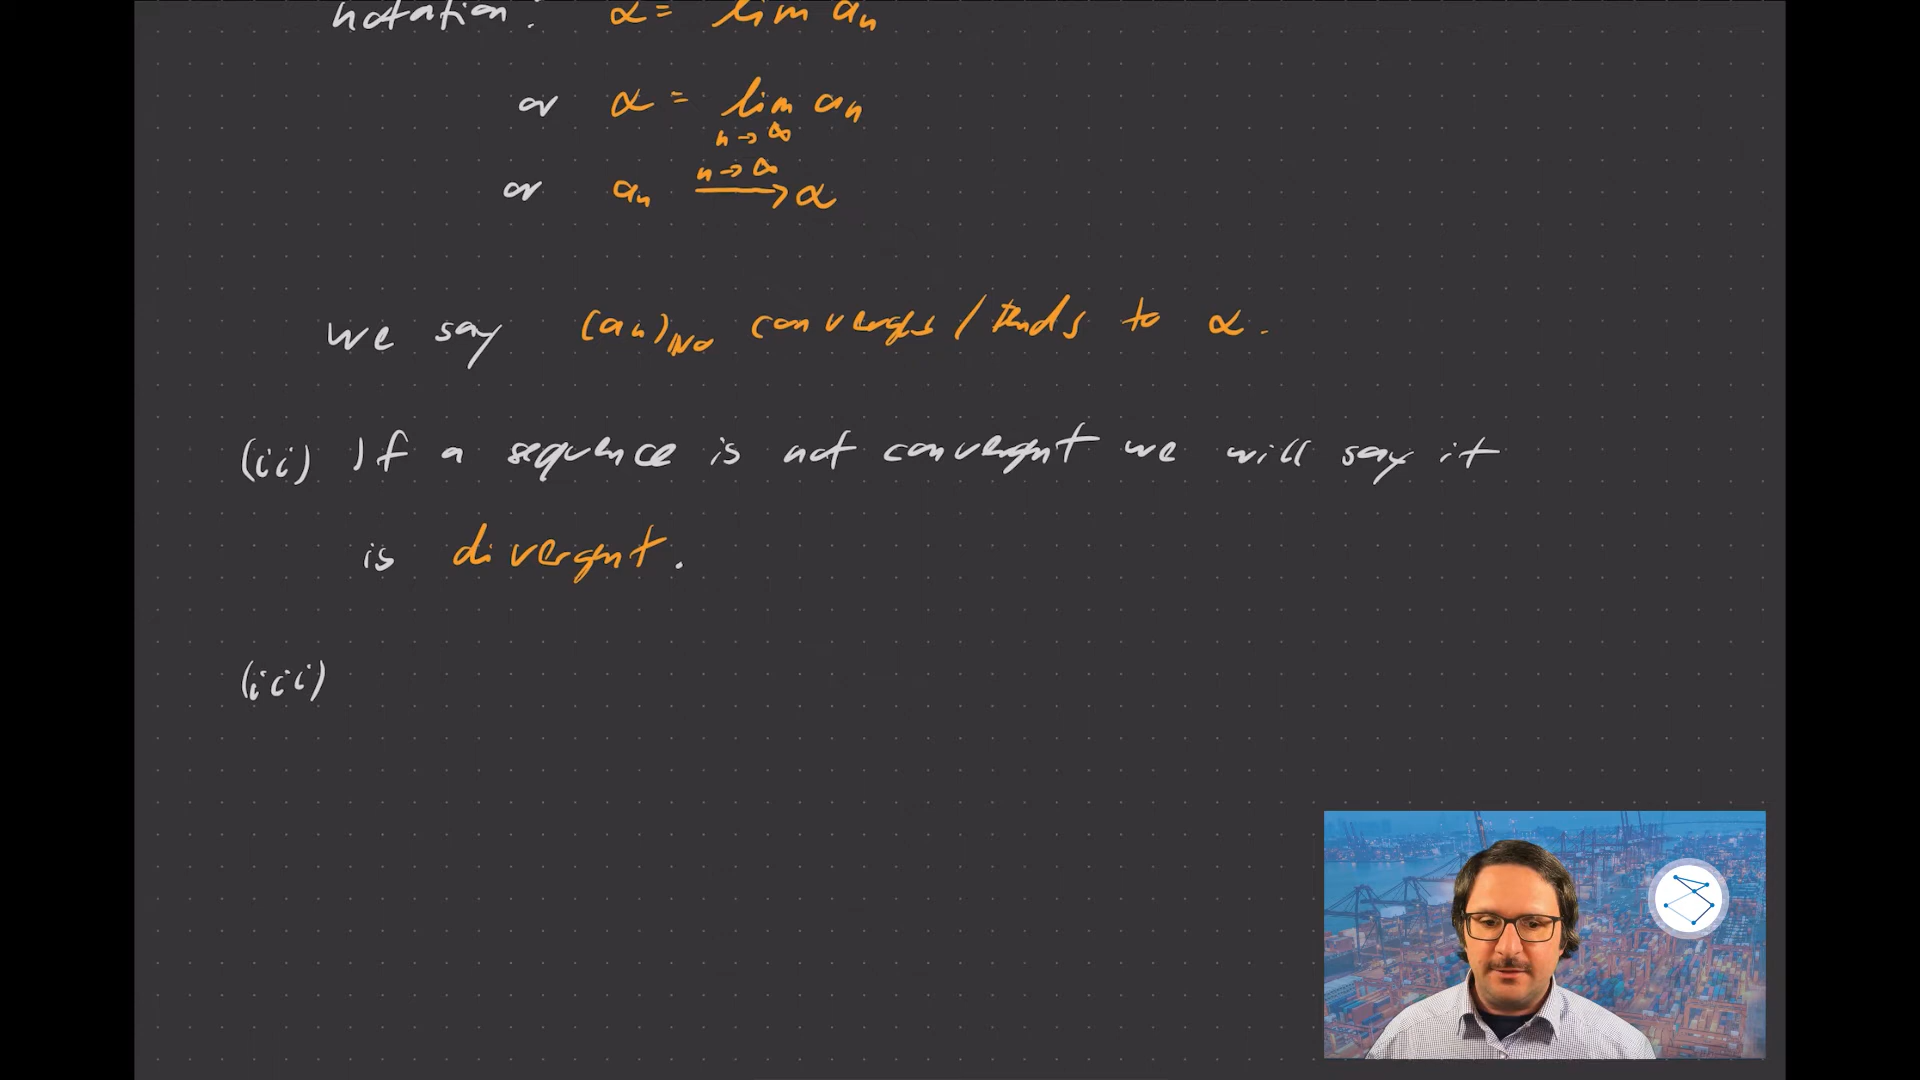 notation: α = lim aₙ
or α = lim aₙ
n → ∞
n → ∞
or aₙ ⟶ α
we say (aₙ)_ℕ₀ converges / tends to α.
(ii) If a sequence is not convergent we will say it
is divergent.
(iii)